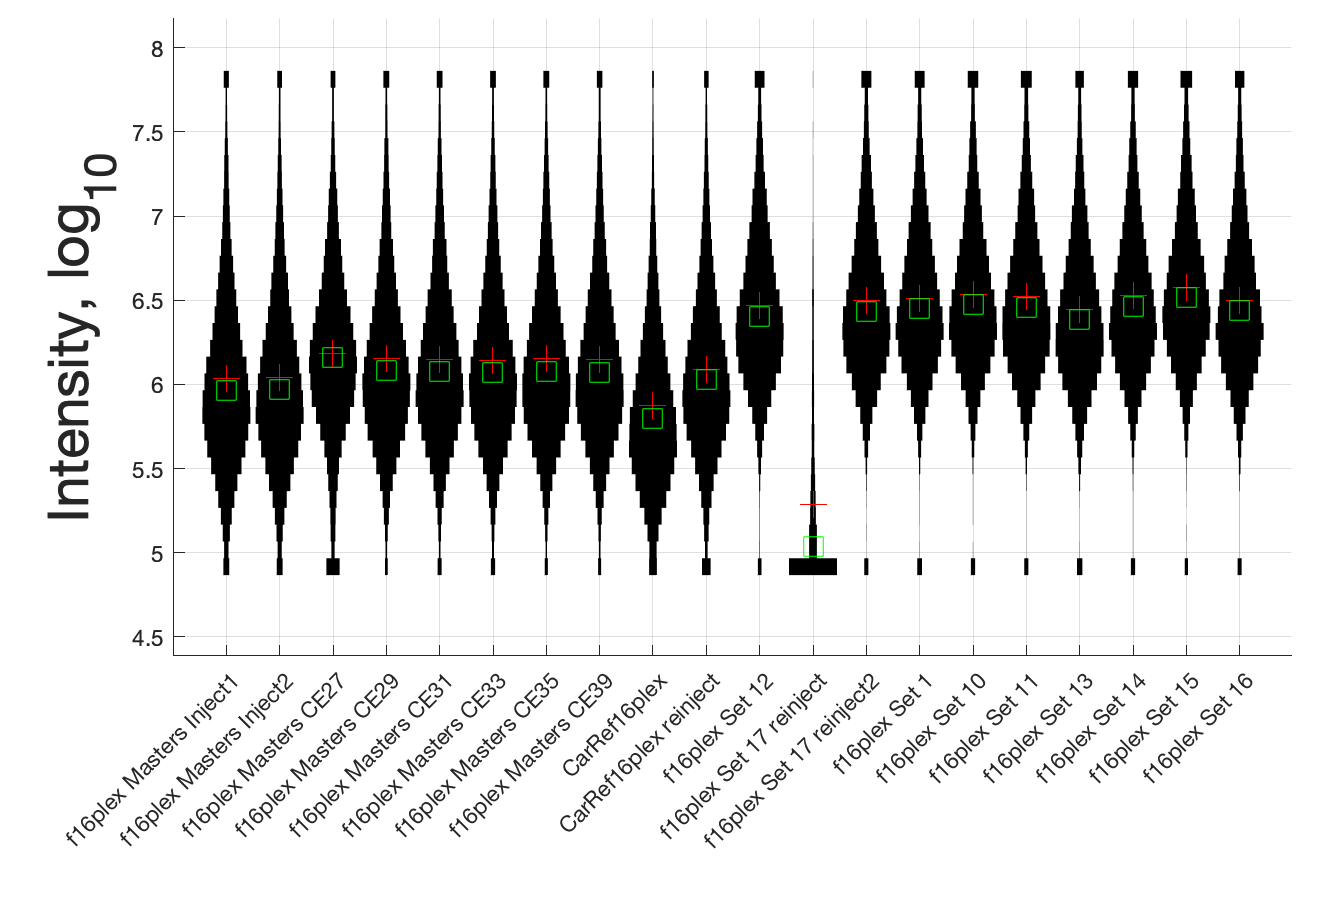 Intensity, log10
8
7.5
7
6.5
6
5.5
5
4.5
f16plex Masters Inject1
f16plex Masters Inject2
f16plex Masters CE27
f16plex Masters CE29
f16plex Masters CE31
f16plex Masters CE33
f16plex Masters CE35
f16plex Masters CE39
CarRef16plex
CarRef16plex reinject
f16plex Set 12
f16plex Set 17 reinject
f16plex Set 17 reinject2
f16plex Set 1
f16plex Set 10
f16plex Set 11
f16plex Set 13
f16plex Set 14
f16plex Set 15
f16plex Set 16